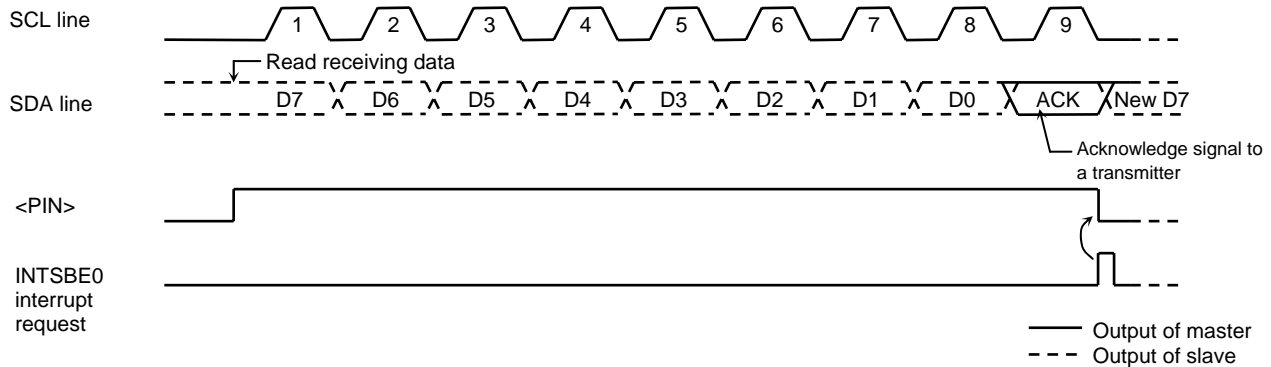 SCL line
1 2 3 4 5 6 7 8 9
Read receiving data
SDA line
D7 D6 D5 D4 D3 D2 D1 D0 ACK New D7
Acknowledge signal to
a transmitter
<PIN>
INTSBE0
interrupt
request
Output of master
Output of slave